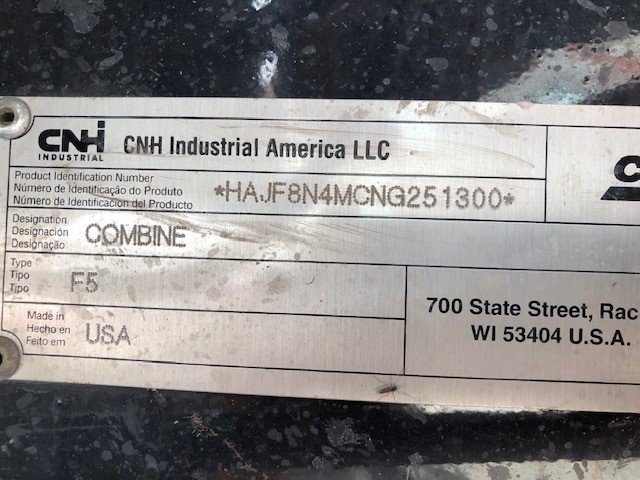 CNHi
INDUSTRIAL
CNH Industrial America LLC
Product Identification Number
Número de Identificação do Produto
Número de Identificacion del Producto
*HAJF8N4MCNG251300*
Designation
Designación
Designação
COMBINE
Type
Tipo
Tipo
F5
Made in
Hecho en
Feito em
USA
700 State Street, Rac
WI 53404 U.S.A.